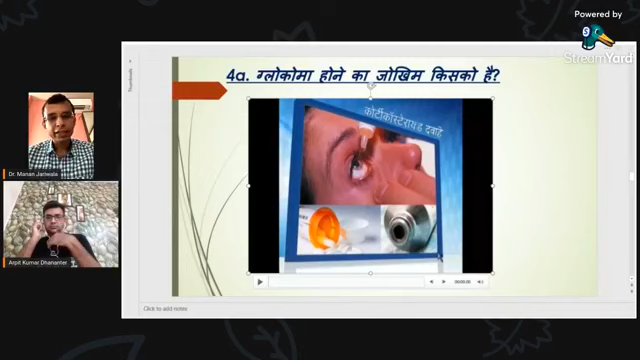 Powered by
StreamYard
4a. ग्लोकोमा होने का जोखिम किसको है?
कोर्टीकॉस्टेरायड दवाईे
Dr. Manan Jariwala
Arpit Kumar Dhananter
Thumbnails
00:00.00
Click to add notes